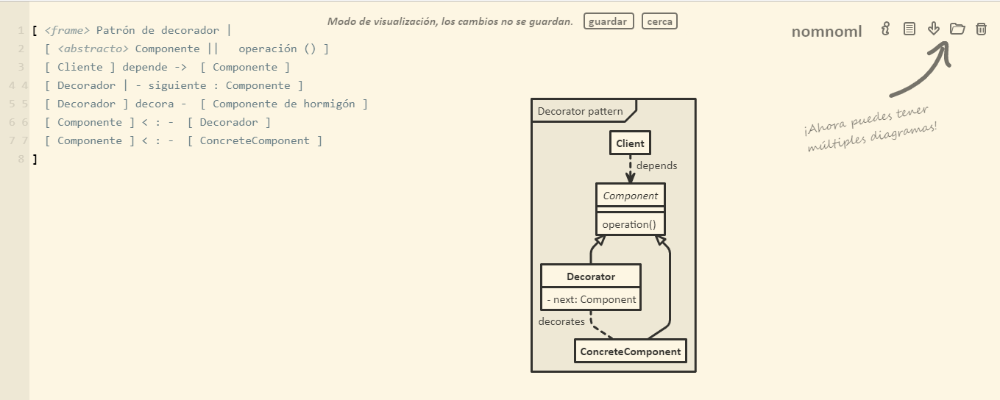 Modo de visualización, los cambios no se guardan. guardar cerca
nomnoml
1 [ <frame> Patrón de decorador |
2 [ <abstracto> Componente || operación () ]
3 [ Cliente ] depende -> [ Componente ]
4 4 [ Decorador | - siguiente : Componente ]
5 5 [ Decorador ] decora - [ Componente de hormigón ]
6 6 [ Componente ] < : - [ Decorador ]
7 7 [ Componente ] < : - [ ConcreteComponent ]
8 ]
¡Ahora puedes tener
múltiples diagramas!
Decorator pattern
Client
depends
Component
operation()
Decorator
- next: Component
decorates
ConcreteComponent